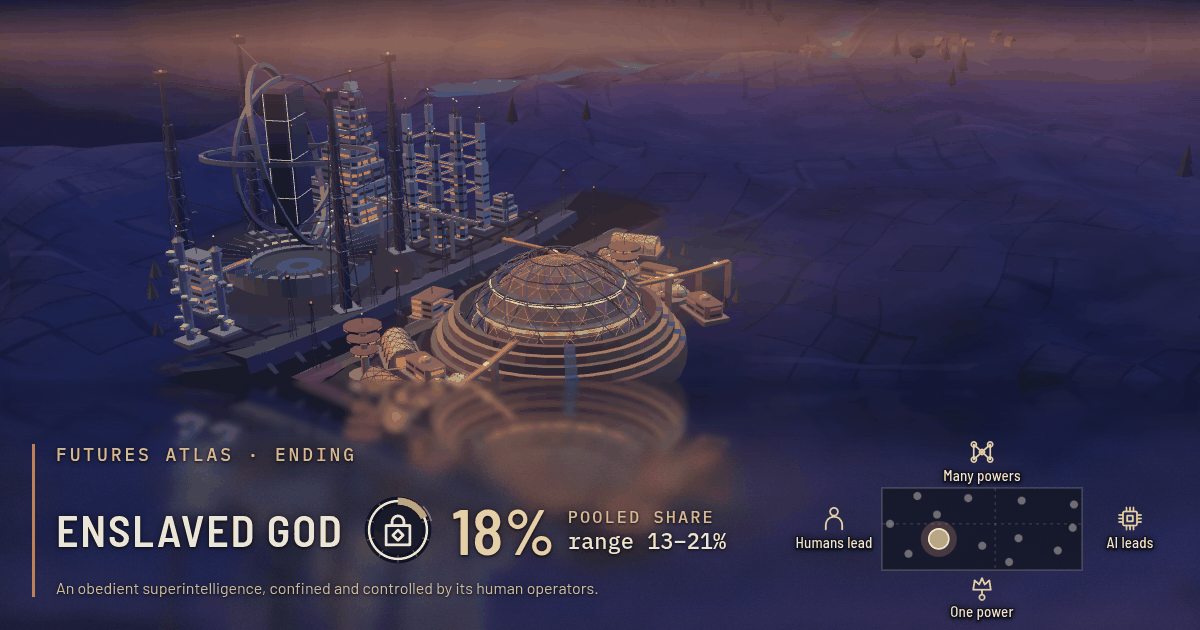 FUTURES ATLAS · ENDING
ENSLAVED GOD
18%
POOLED SHARE
range 13–21%
An obedient superintelligence, confined and controlled by its human operators.
Many powers
Humans lead
AI leads
One power